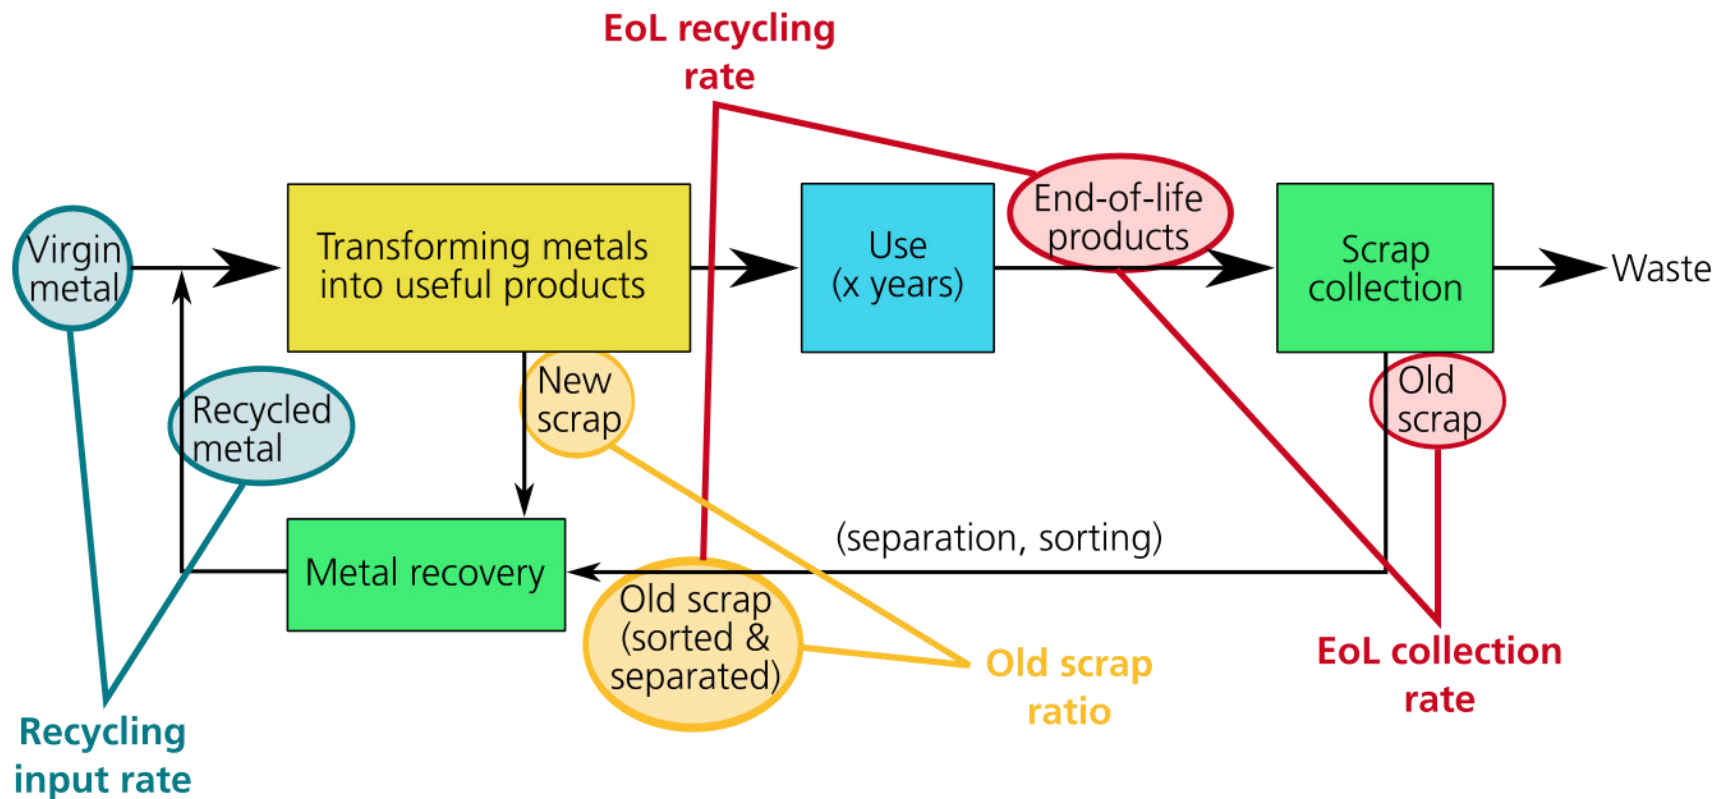 EoL recycling
rate
Virgin
metal
Transforming metals
into useful products
Use
(x years)
End-of-life
products
Scrap
collection
Waste
Recycled
metal
New
scrap
Old
scrap
Metal recovery
(separation, sorting)
Old scrap
(sorted &
separated)
Old scrap
ratio
EoL collection
rate
Recycling
input rate